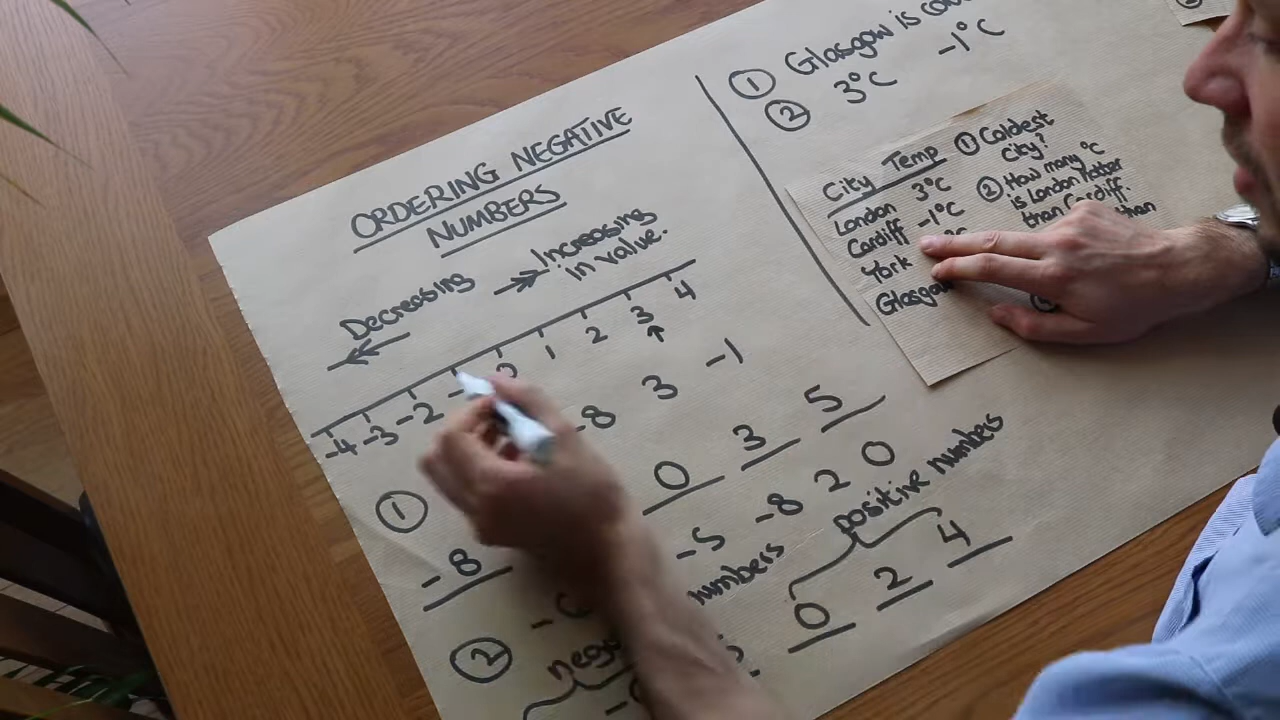 ORDERING NEGATIVE
NUMBERS
Decreasing
Increasing
in value.
-4 -3 -2 - 0 1 2 3 4
① -8 3 -1
-8 0 3 5
② -5 -8 2 0
numbers positive numbers
0 2 4
① Glasgow is
② 3°C -1°C
City Temp
London 3°C
Cardiff -1°C
York
Glasgow
① Coldest
City?
② How many °C
is London hotter
than Cardiff.
than